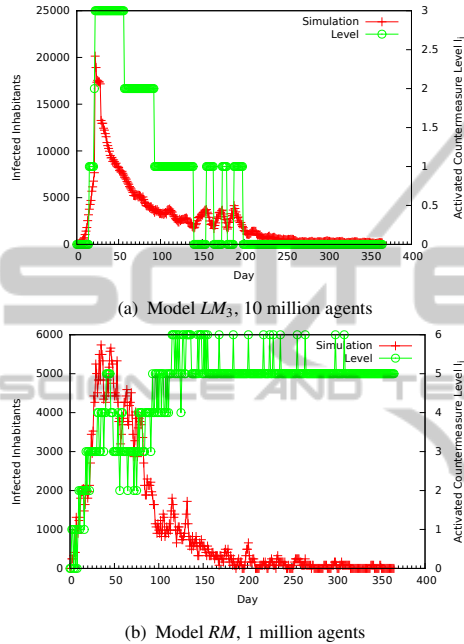 25000
20000
15000
10000
5000
0
Infected Inhabitants
Simulation
Level
3
2.5
2
1.5
1
0.5
0
Activated Countermeasure Level lᵢ
0 50 100 150 200 250 300 350 400
Day
(a) Model LM₃, 10 million agents
6000
5000
4000
3000
2000
1000
0
Infected Inhabitants
Simulation
Level
6
5
4
3
2
1
0
Activated Countermeasure Level lᵢ
0 50 100 150 200 250 300 350 400
Day
(b) Model RM, 1 million agents